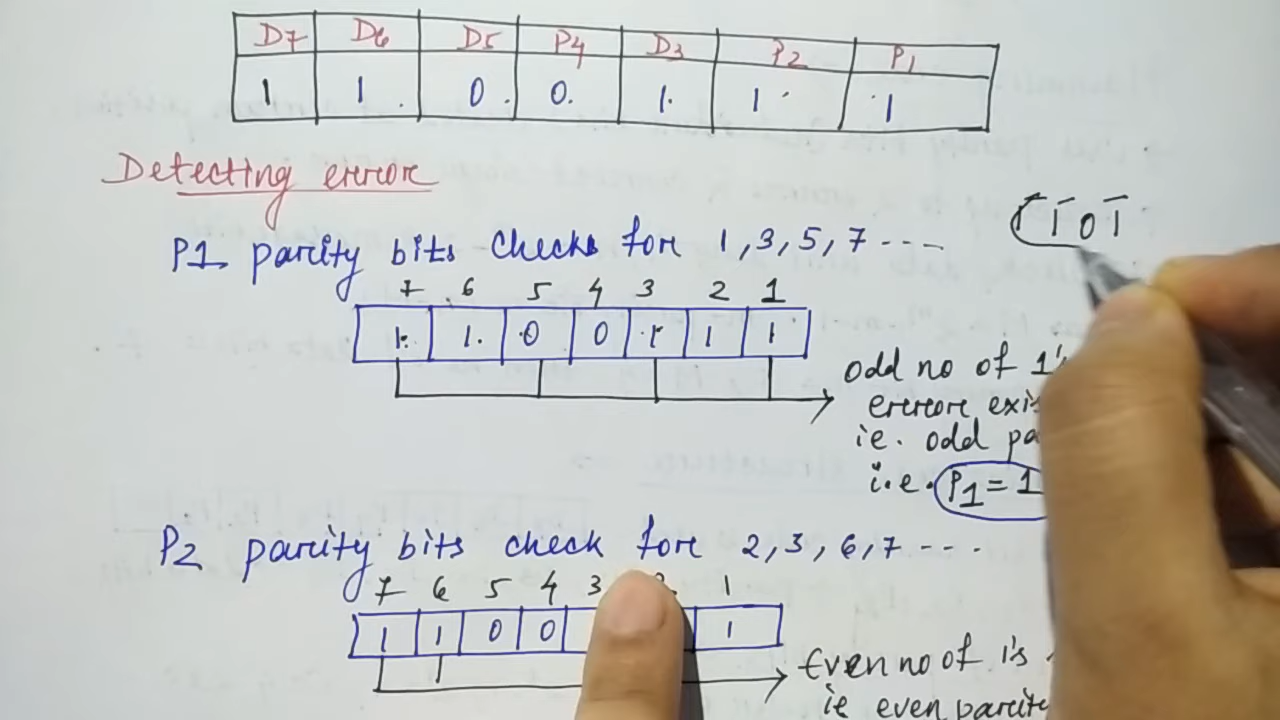 D7 D6 D5 P4 D3 P2 P1
1 1 0 0 1 1 1
Detecting error
P1 parity bits checks for 1, 3, 5, 7 ---
1 1 0 1
7 6 5 4 3 2 1
1 1 0 0 1 1 1
odd no of 1's
error
ie. odd
i.e. P1 = 1
P2 parity bits check for 2, 3, 6, 7 ---
7 6 5 4 3 1
1 1 0 0 1
Even no of 1's
ie even